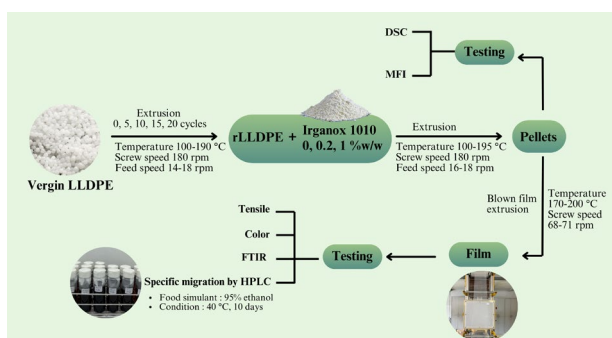 DSC
MFI
Testing
Extrusion
0, 5, 10, 15, 20 cycles
Temperature 100-190 °C
Screw speed 180 rpm
Feed speed 14-18 rpm
Vergin LLDPE
rLLDPE + Irganox 1010
0, 0.2, 1 %w/w
Extrusion
Temperature 100-195 °C
Screw speed 180 rpm
Feed speed 16-18 rpm
Pellets
Blown film
extrusion
Temperature
170-200 °C
Screw speed
68-71 rpm
Film
Testing
Tensile
Color
FTIR
Specific migration by HPLC
• Food simulant : 95% ethanol
• Condition : 40 °C, 10 days